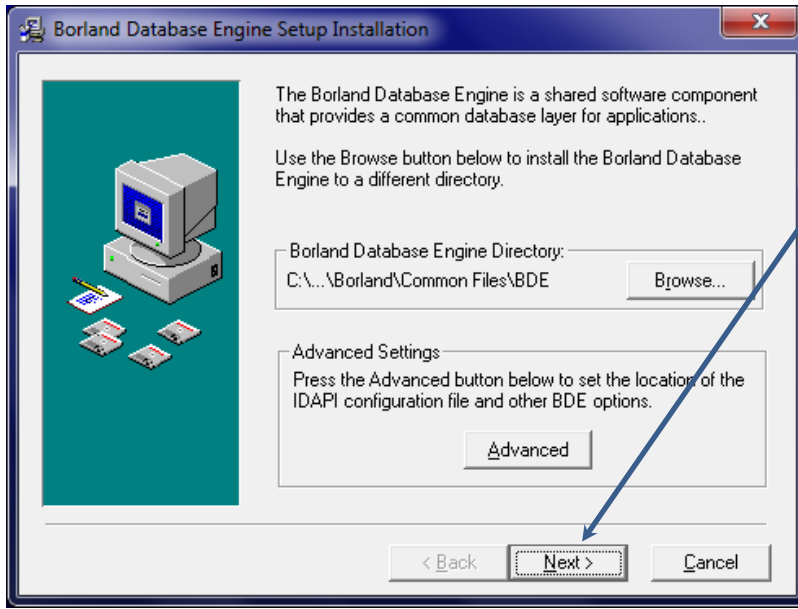 Borland Database Engine Setup Installation
The Borland Database Engine is a shared software component
that provides a common database layer for applications..
Use the Browse button below to install the Borland Database
Engine to a different directory.
Borland Database Engine Directory:
C:\...\Borland\Common Files\BDE
Browse...
Advanced Settings
Press the Advanced button below to set the location of the
IDAPI configuration file and other BDE options.
Advanced
< Back
Next >
Cancel